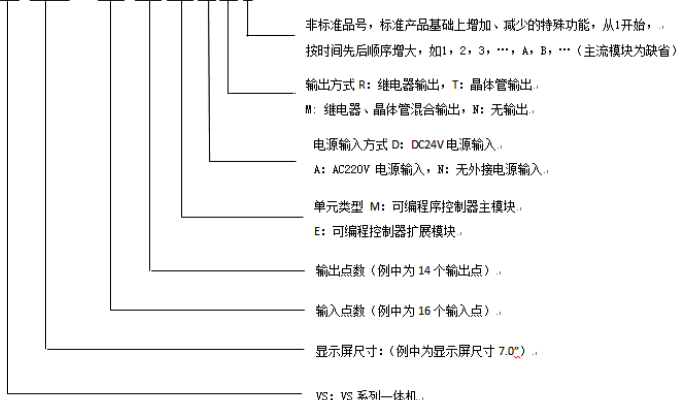 非标准品号，标准产品基础上增加、减少的特殊功能，从1开始，
按时间先后顺序增大，如1，2，3，…，A，B，…（主流模块为缺省）
输出方式 R：继电器输出，T：晶体管输出
M：继电器、晶体管混合输出，N：无输出
电源输入方式 D：DC24V 电源输入
A：AC220V 电源输入，N：无外接电源输入
单元类型 M：可编程序控制器主模块
E：可编程控制器扩展模块
输出点数（例中为 14 个输出点）
输入点数（例中为 16 个输入点）
显示屏尺寸：（例中为显示屏尺寸 7.0"）
VS：VS 系列一体机